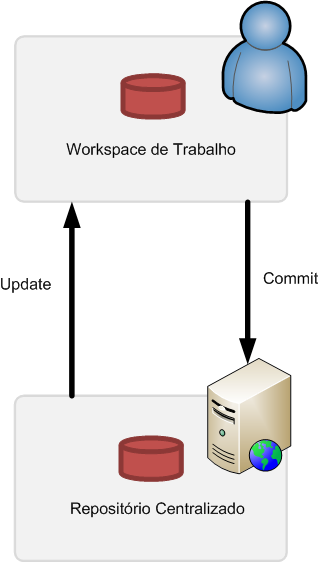 Workspace de Trabalho
Update
Commit
Repositório Centralizado